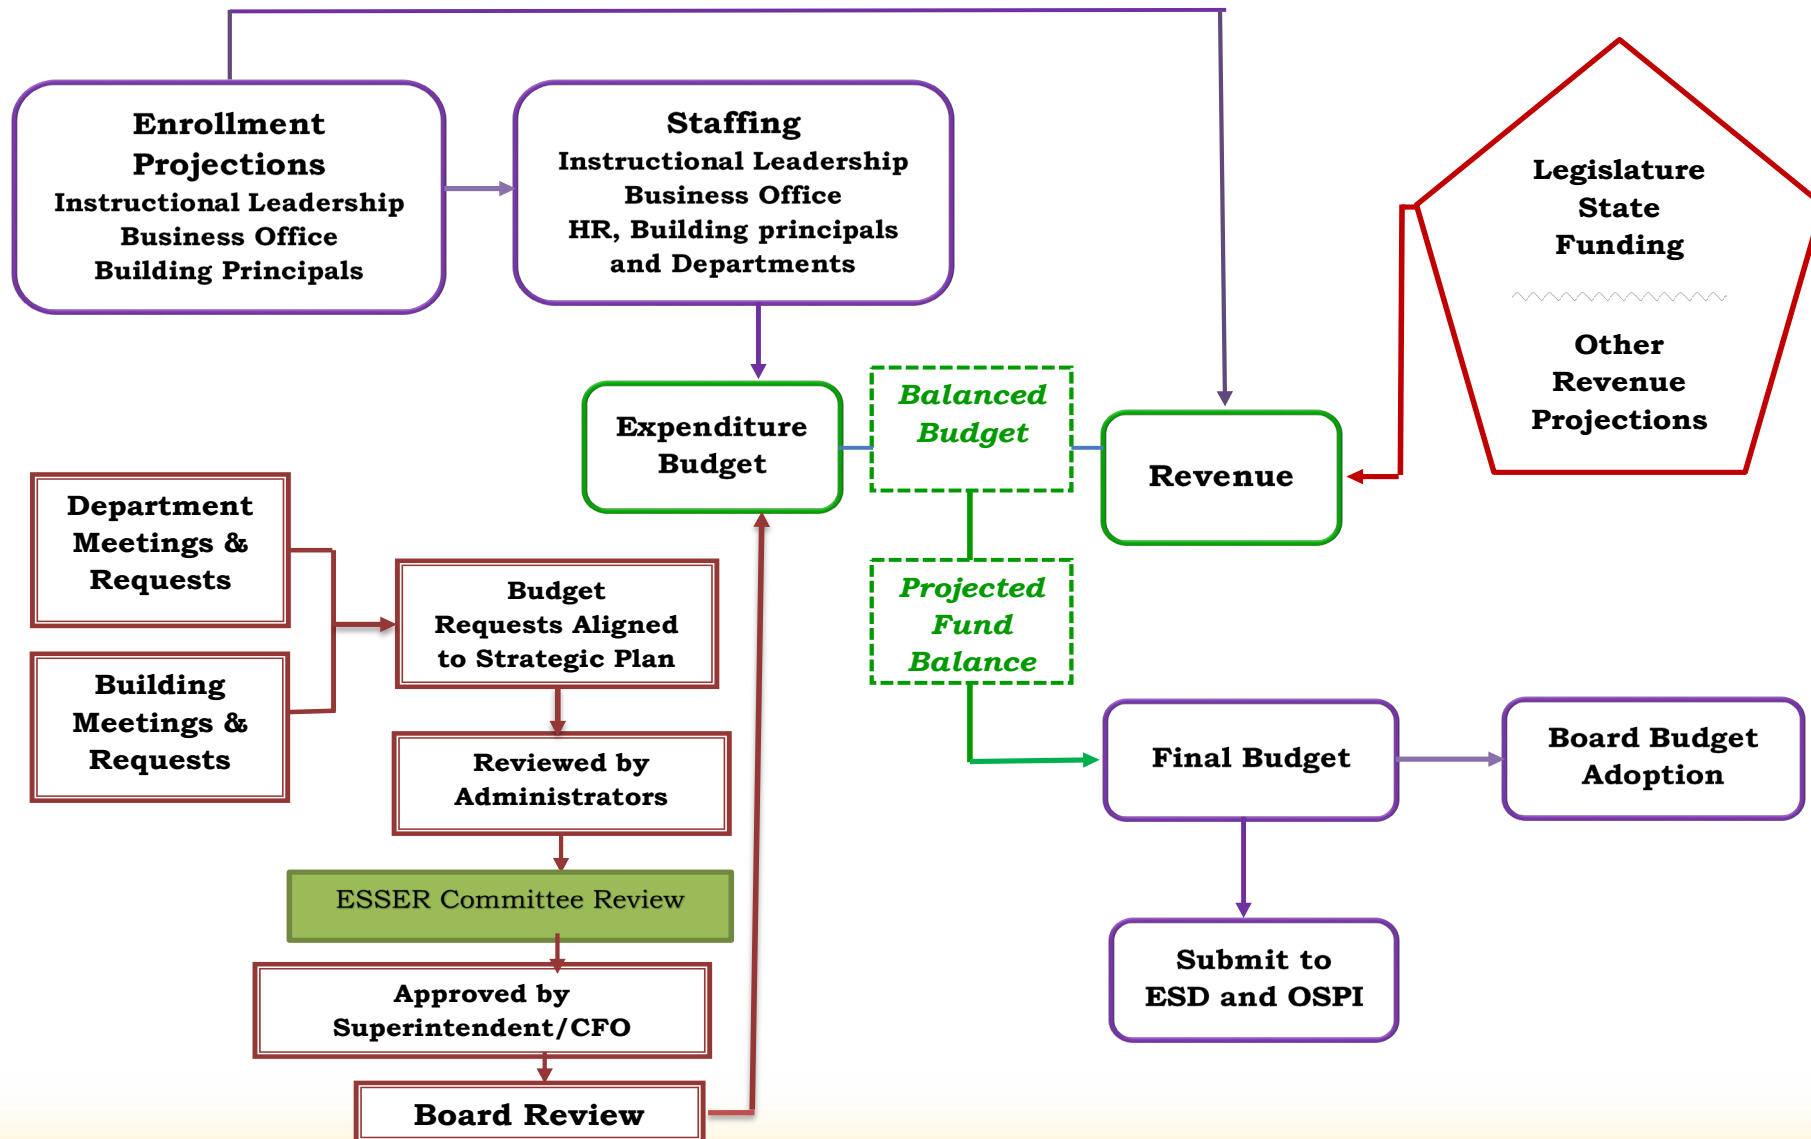 Enrollment
Projections
Instructional Leadership
Business Office
Building Principals
Staffing
Instructional Leadership
Business Office
HR, Building principals
and Departments
Legislature
State
Funding
Other
Revenue
Projections
Expenditure
Budget
Balanced
Budget
Revenue
Department
Meetings &
Requests
Building
Meetings &
Requests
Budget
Requests Aligned
to Strategic Plan
Projected
Fund
Balance
Reviewed by
Administrators
Final Budget
Board Budget
Adoption
ESSER Committee Review
Approved by
Superintendent/CFO
Submit to
ESD and OSPI
Board Review